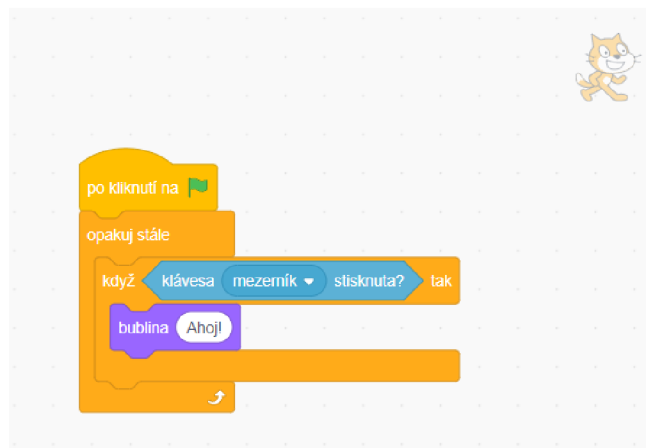 po kliknutí na
opakuj stále
když klávesa mezerník stisknuta? tak
bublina Ahoj!